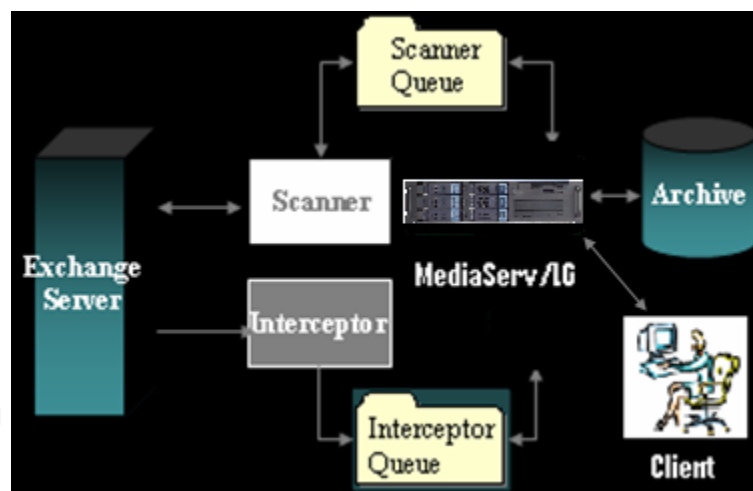 Scanner
Queue
Scanner
Archive
Exchange
Server
MediaServ/LG
Interceptor
Interceptor
Queue
Client